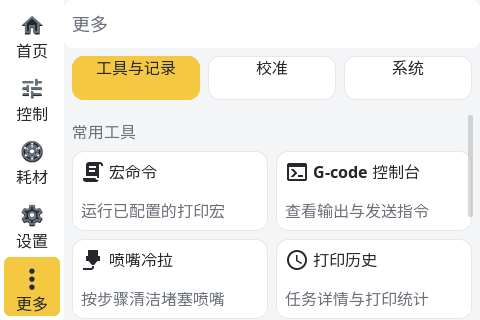 更多
工具与记录
校准
系统
首页
控制
耗材
设置
更多
常用工具
宏命令
运行已配置的打印宏
G-code 控制台
查看输出与发送指令
喷嘴冷拉
按步骤清洁堵塞喷嘴
打印历史
任务详情与打印统计